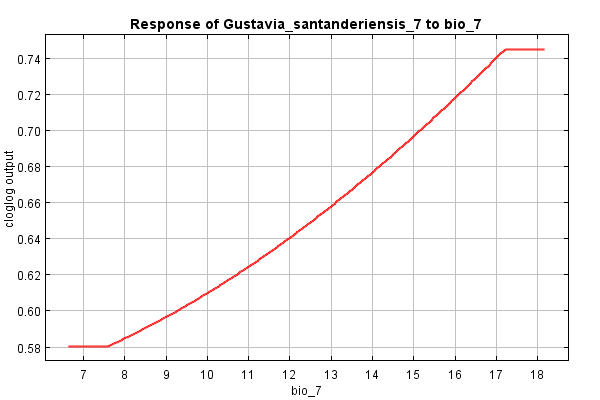 Response of Gustavia_santanderiensis_7 to bio_7
cloglog output
0.74
0.72
0.70
0.68
0.66
0.64
0.62
0.60
0.58
7 8 9 10 11 12 13 14 15 16 17 18
bio_7